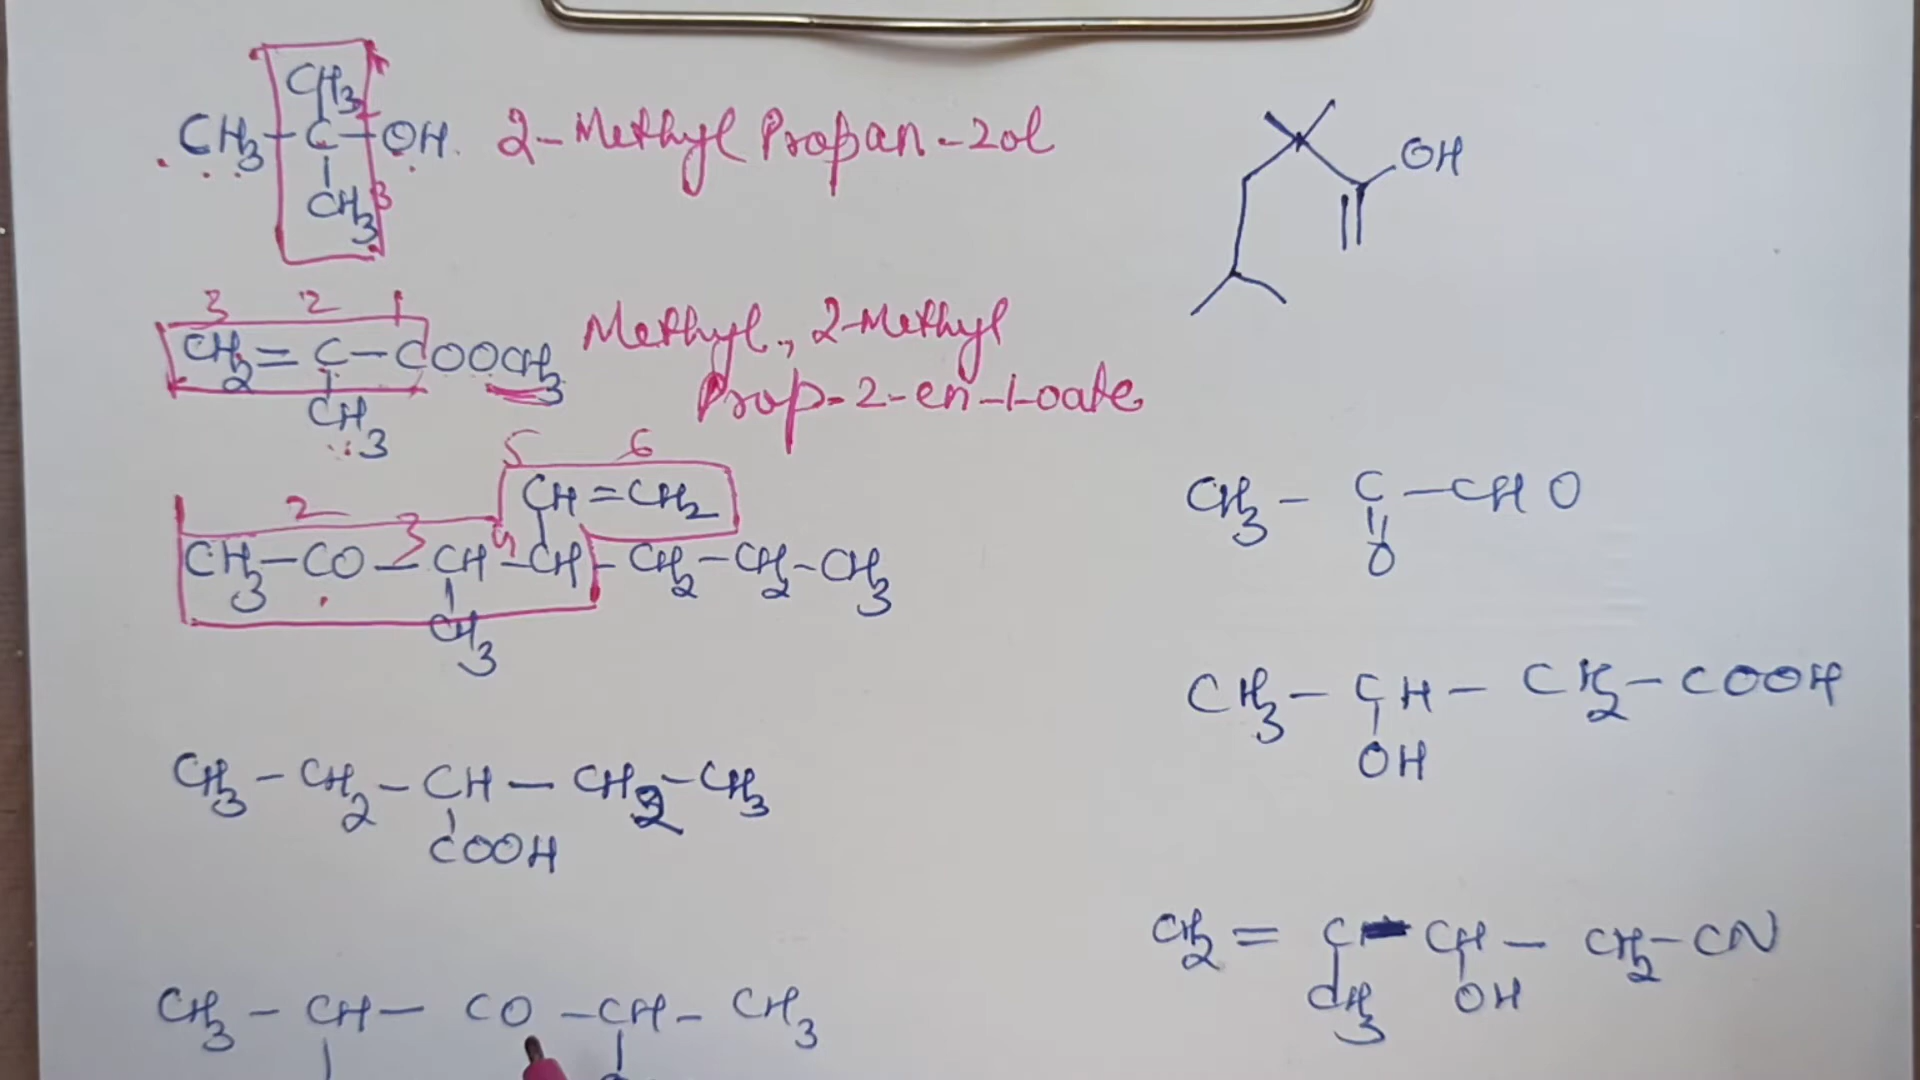 CH3
CH3-C-OH. 2-Methyl Propan-2ol
CH3 3
OH
3 2 1
CH2=C-COOCH3 Methyl, 2-Methyl
CH3 Prop-2-en-1-oate
5 6
CH=CH2
2 3 4
CH3-CO-CH-CH-CH2-CH2-CH3
CH3
CH3-C-CHO
O
CH3-CH-CH2-COOH
OH
CH3-CH2-CH-CH2-CH3
COOH
CH2=C-CH-CH2-CN
CH3 OH
CH3-CH-CO-CH-CH3